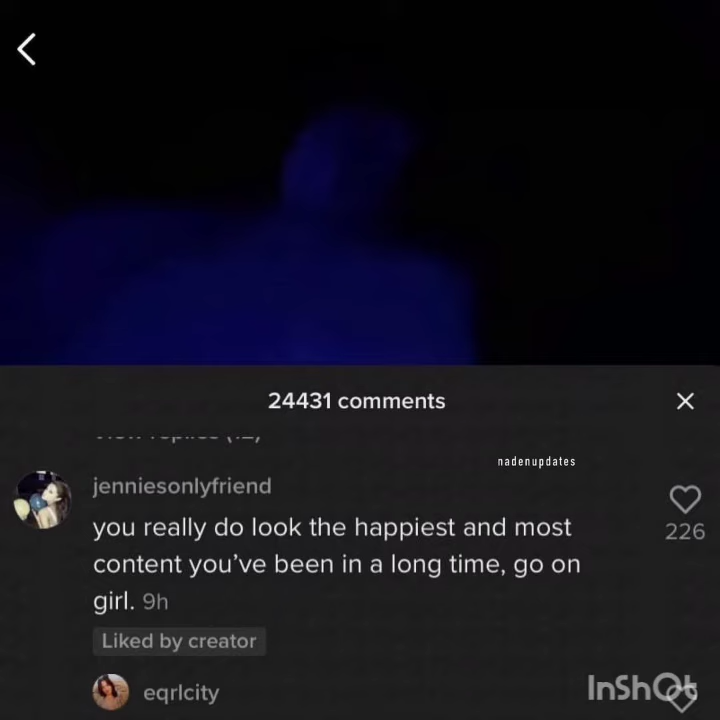 24431 comments
nadenupdates
jenniesonlyfriend
you really do look the happiest and most
content you've been in a long time, go on
girl. 9h
226
Liked by creator
eqrlcity
InShOt